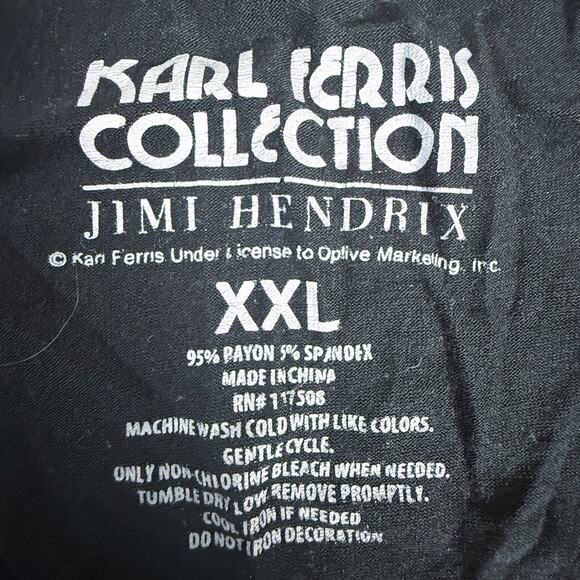 KARL FERRIS
COLLECTION
JIMI HENDRIX
© Karl Ferris Under License to Optive Marketing, Inc.
XXL
95% RAYON 5% SPANDEX
MADE IN CHINA
RN# 117508
MACHINE WASH COLD WITH LIKE COLORS.
GENTLE CYCLE.
ONLY NON-CHLORINE BLEACH WHEN NEEDED.
TUMBLE DRY LOW, REMOVE PROMPTLY.
COOL IRON IF NEEDED
DO NOT IRON DECORATION